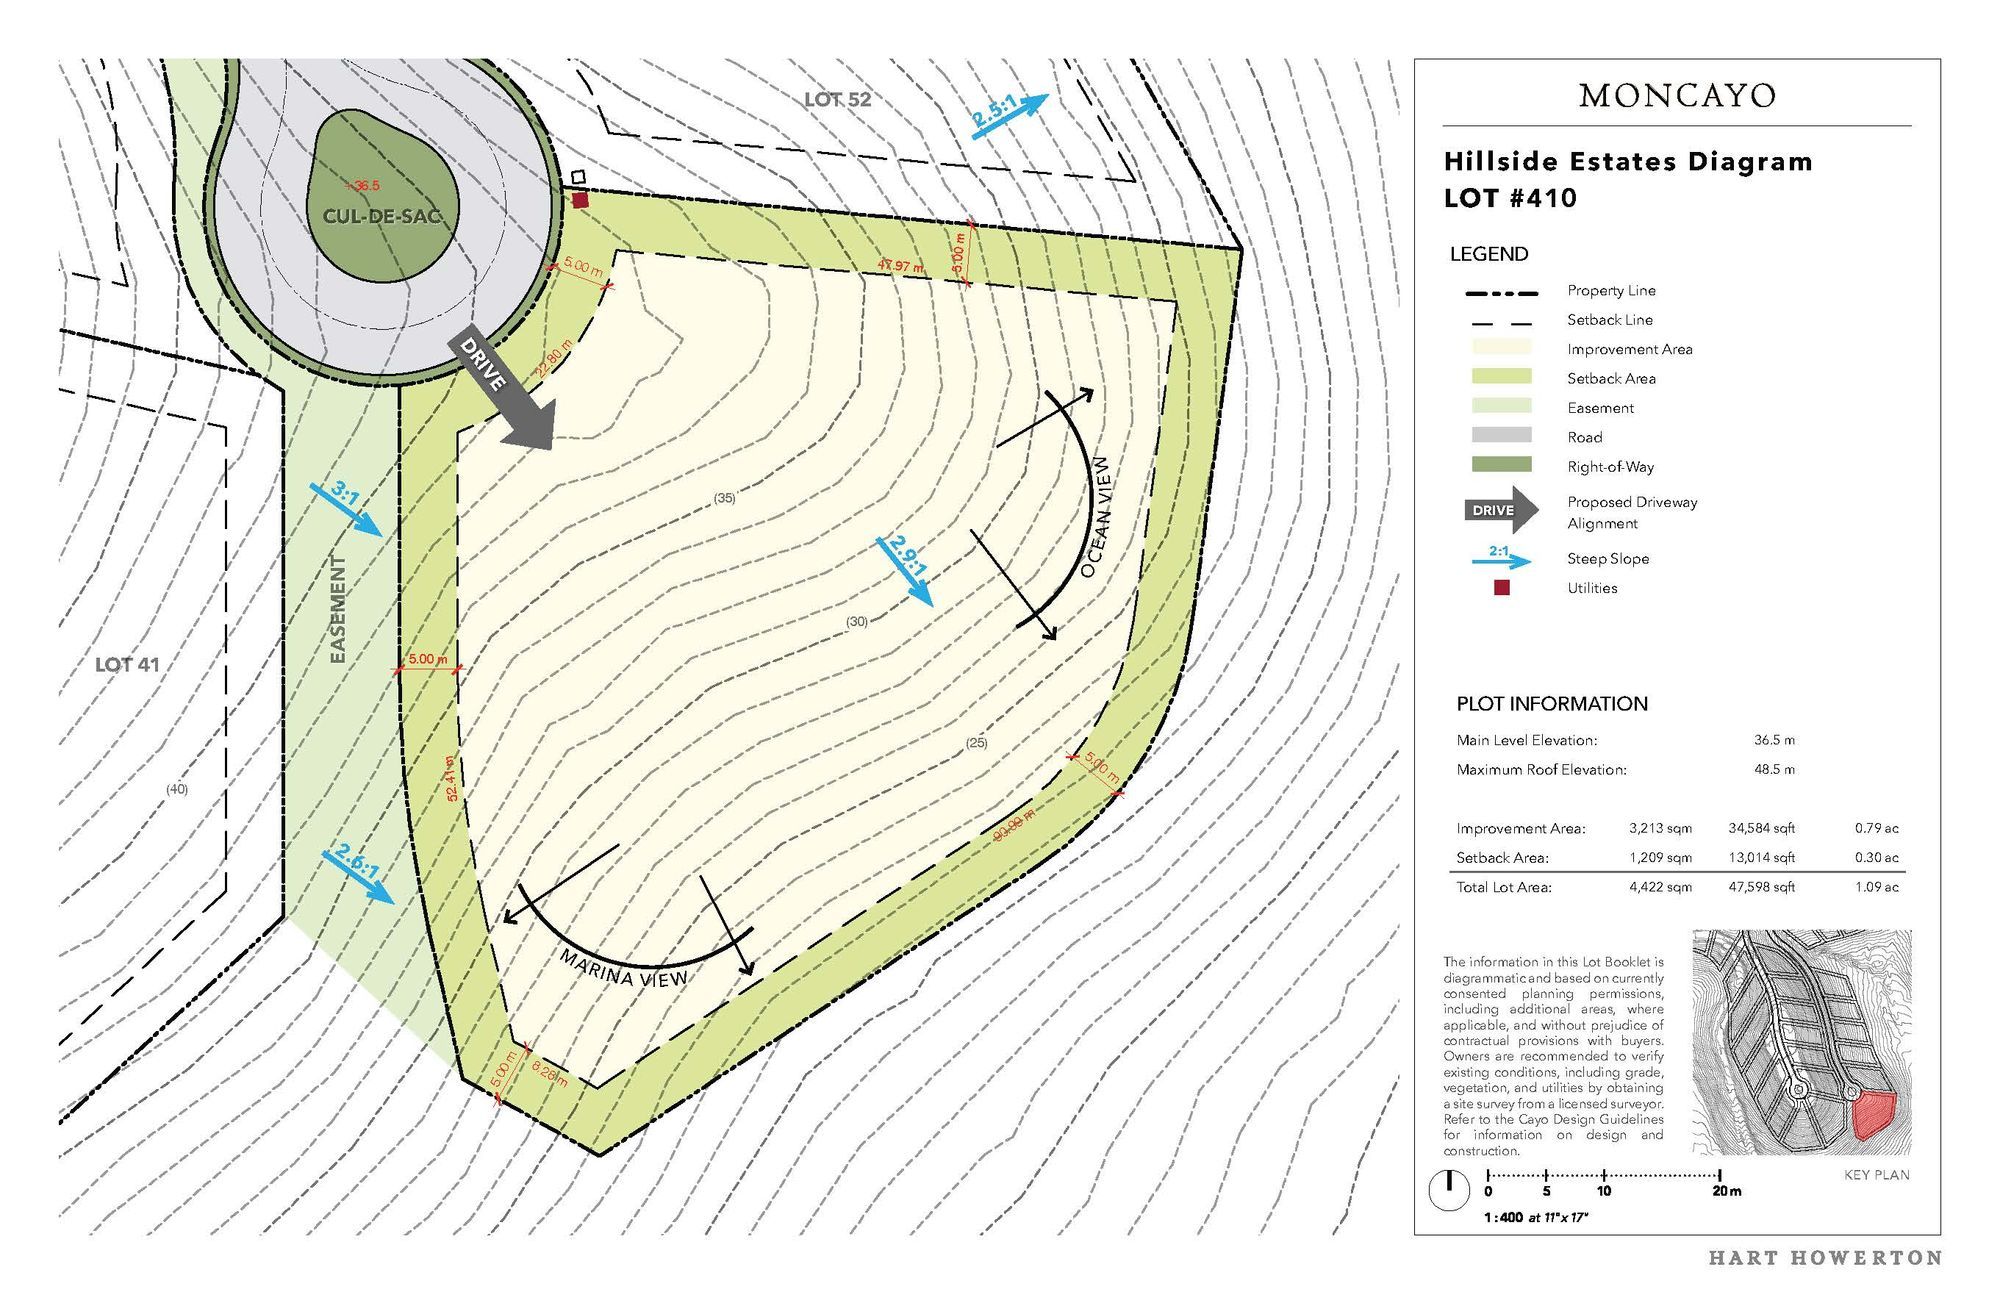 LOT 52
2.5:1
+36.5
CUL-DE-SAC
5.00 m
47.97 m
5.00 m
DRIVE
22.80 m
3:1
(35)
OCEAN VIEW
2.9:1
EASEMENT
(30)
LOT 41
5.00 m
(25)
5.00 m
52.41 m
(40)
2.6:1
MARINA VIEW
5.00 m
8.28 m
MONCAYO
Hillside Estates Diagram
LOT #410
LEGEND
Property Line
Setback Line
Improvement Area
Setback Area
Easement
Road
Right-of-Way
DRIVE
Proposed Driveway
Alignment
2:1
Steep Slope
Utilities
PLOT INFORMATION
Main Level Elevation: 36.5 m
Maximum Roof Elevation: 48.5 m
Improvement Area: 3,213 sqm 34,584 sqft 0.79 ac
Setback Area: 1,209 sqm 13,014 sqft 0.30 ac
Total Lot Area: 4,422 sqm 47,598 sqft 1.09 ac
The information in this Lot Booklet is
diagrammatic and based on currently
consented planning permissions,
including additional areas, where
applicable, and without prejudice of
contractual provisions with buyers.
Owners are recommended to verify
existing conditions, including grade,
vegetation, and utilities by obtaining
a site survey from a licensed surveyor.
Refer to the Cayo Design Guidelines
for information on design and
construction.
KEY PLAN
0 5 10 20m
1:400 at 11"x 17"
HART HOWERTON